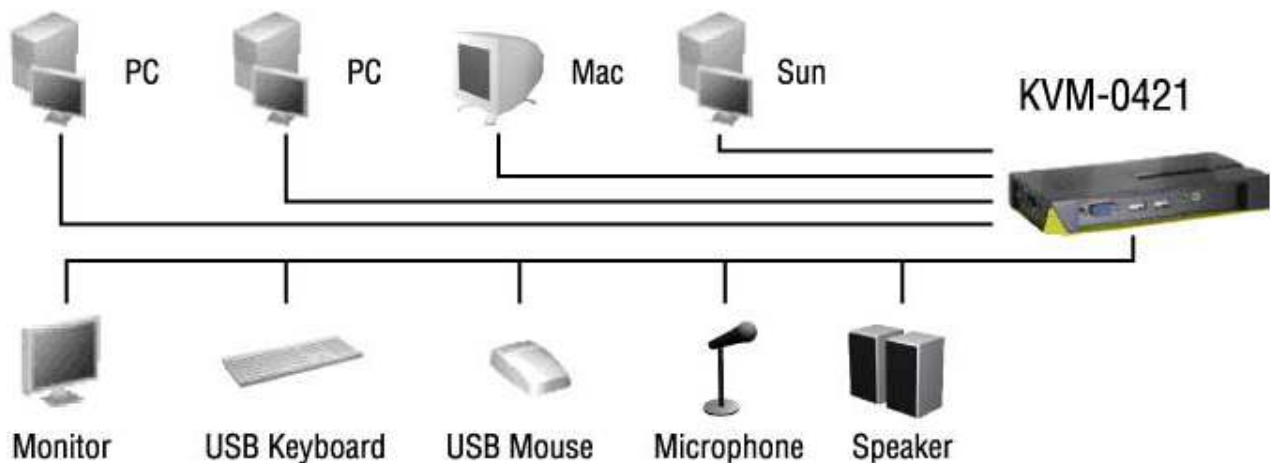 PC
PC
Mac
Sun
KVM-0421
Monitor
USB Keyboard
USB Mouse
Microphone
Speaker